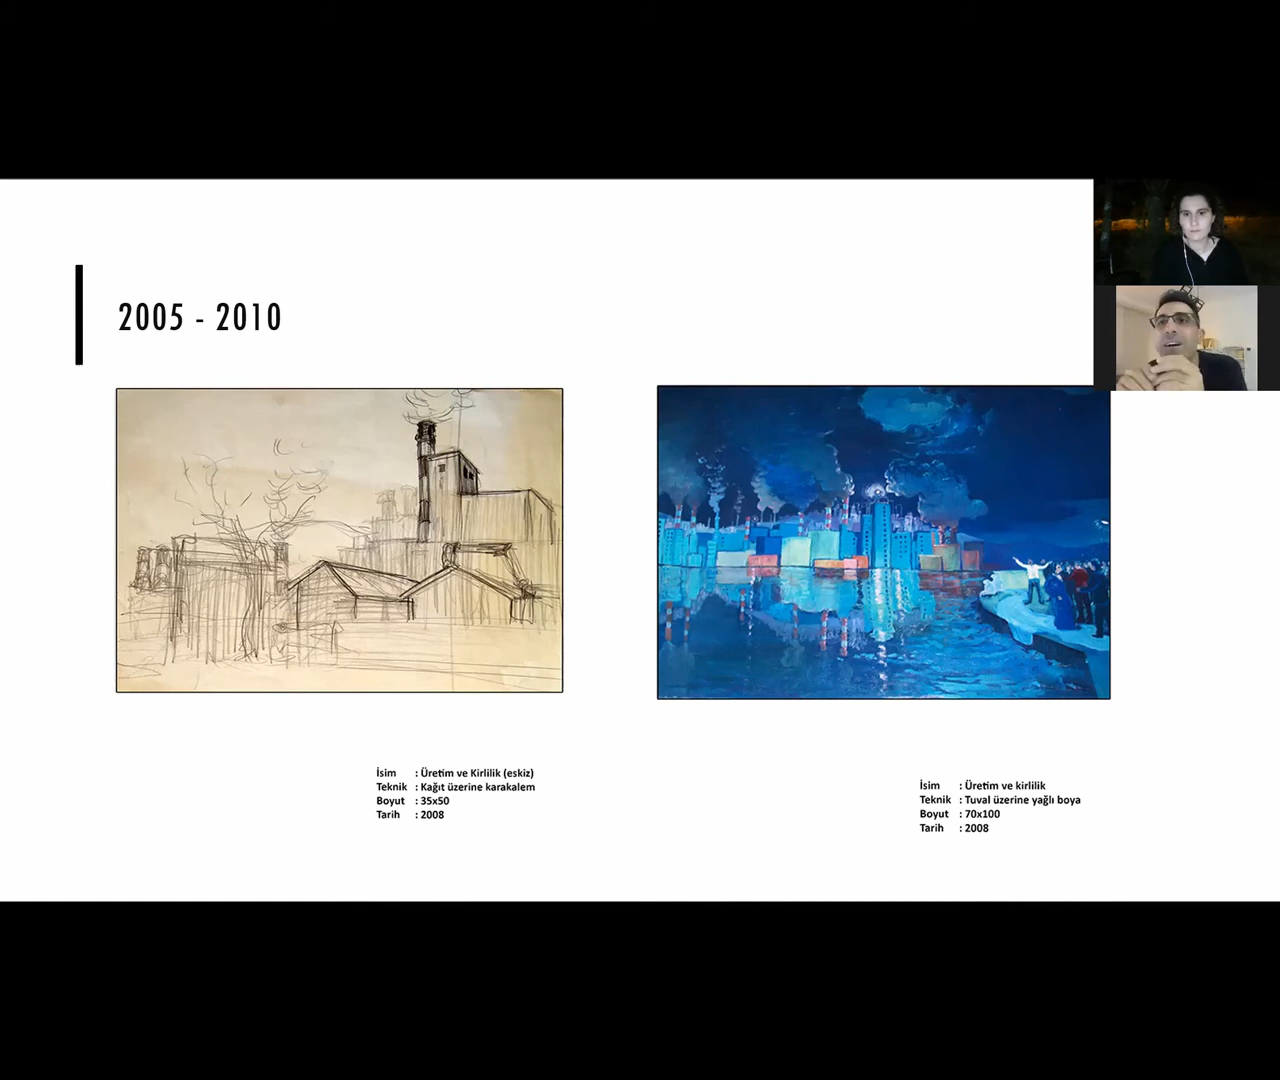 2005 - 2010
İsim : Üretim ve Kirlilik (eskiz)
Teknik : Kağıt üzerine karakalem
Boyut : 35x50
Tarih : 2008
İsim : Üretim ve kirlilik
Teknik : Tuval üzerine yağlı boya
Boyut : 70x100
Tarih : 2008